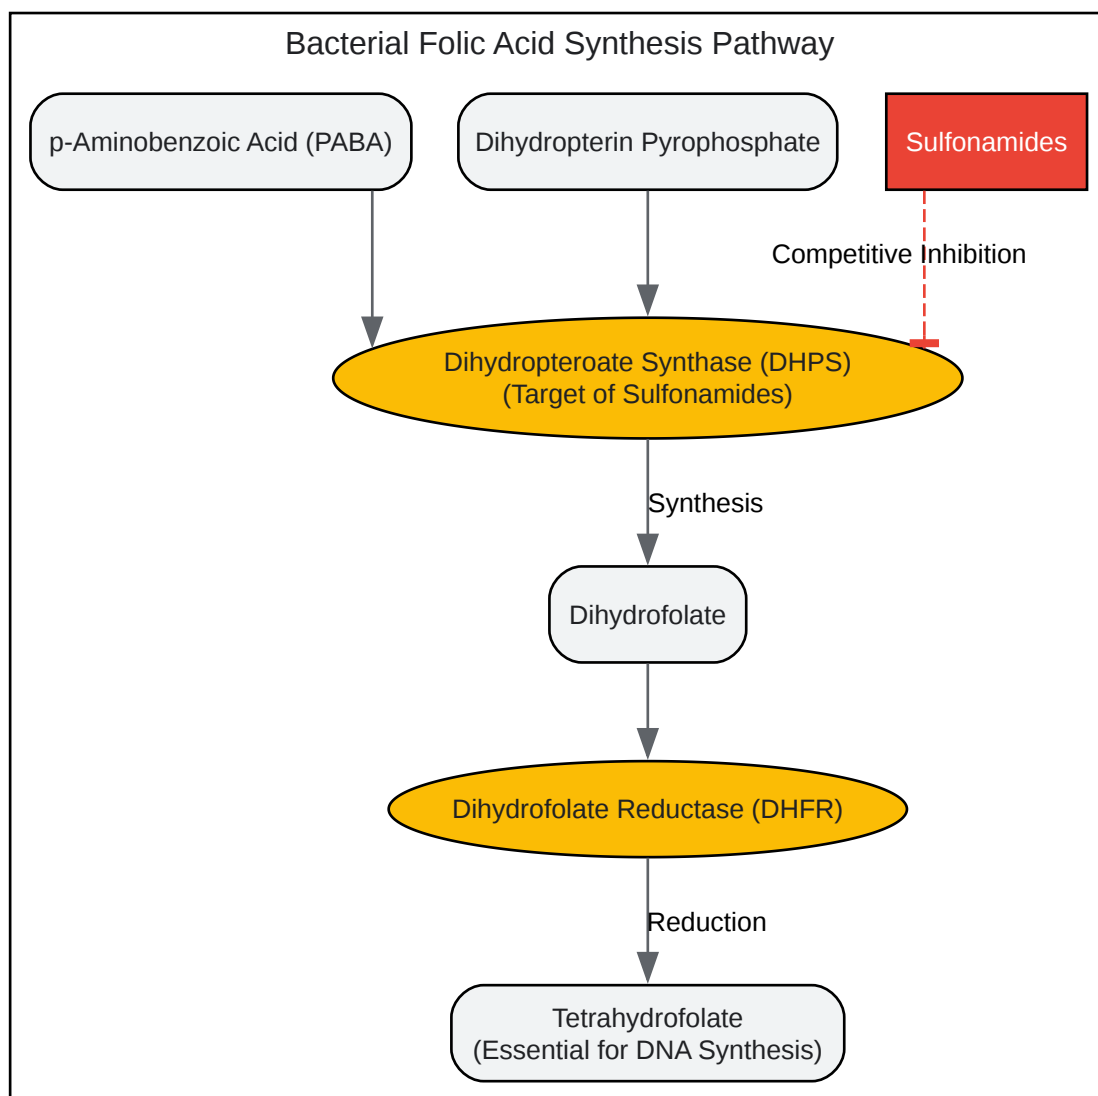 Bacterial Folic Acid Synthesis Pathway
p-Aminobenzoic Acid (PABA)
Dihydropterin Pyrophosphate
Sulfonamides
Competitive Inhibition
Dihydropteroate Synthase (DHPS)
(Target of Sulfonamides)
Synthesis
Dihydrofolate
Dihydrofolate Reductase (DHFR)
Reduction
Tetrahydrofolate
(Essential for DNA Synthesis)